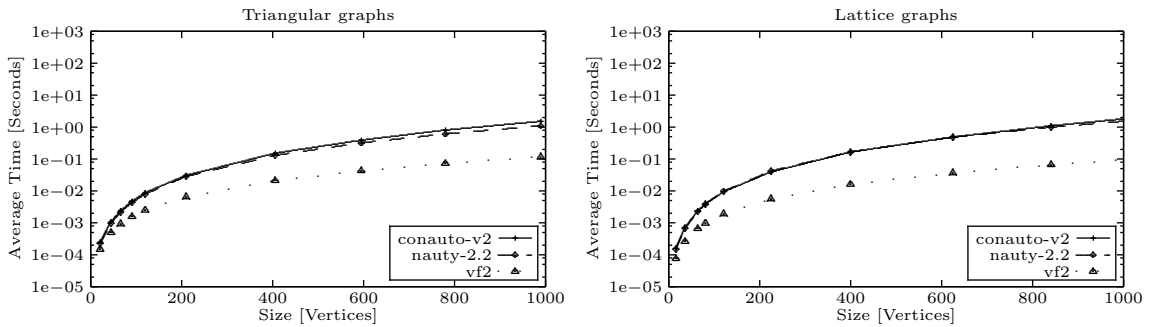 Triangular graphs
1e+03
1e+02
1e+01
1e+00
1e−01
1e−02
1e−03
1e−04
1e−05
Average Time [Seconds]
conauto-v2
nauty-2.2
vf2
0 200 400 600 800 1000
Size [Vertices]
Lattice graphs
1e+03
1e+02
1e+01
1e+00
1e−01
1e−02
1e−03
1e−04
1e−05
Average Time [Seconds]
conauto-v2
nauty-2.2
vf2
0 200 400 600 800 1000
Size [Vertices]